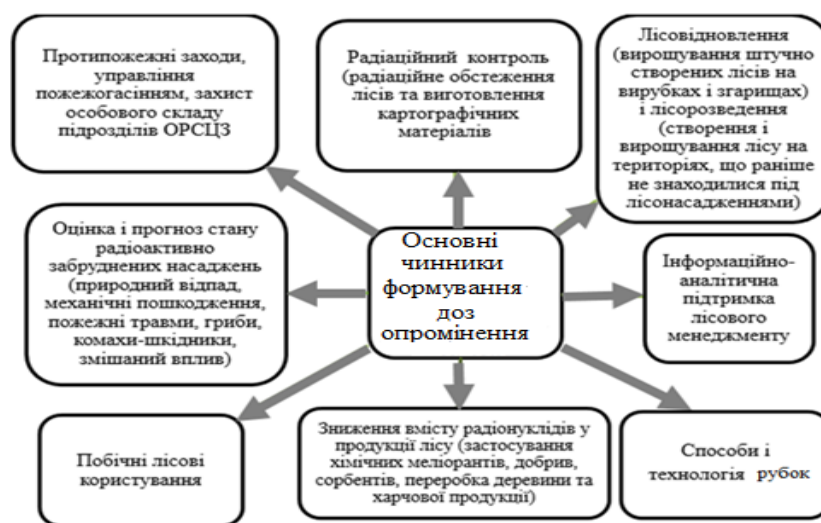 Протипожежні заходи,
управління
пожежогасінням, захист
особового складу
підрозділів ОРСЦЗ
Радіаційний контроль
(радіаційне обстеження
лісів та виготовлення
картографічних
матеріалів
Лісовідновлення
(вирощування штучно
створених лісів на
вирубках і згарищах)
і лісорозведення
(створення і
вирощування лісу на
територіях, що раніше
не знаходилися під
лісонасадженнями)
Оцінка і прогноз стану
радіоактивно
забруднених насаджень
(природний відпад,
механічні пошкодження,
пожежні травми, гриби,
комахи-шкідники,
змішаний вплив)
Основні
чинники
формування
доз
опромінення
Інформаційно-
аналітична
підтримка
лісового
менеджменту
Побічні лісові
користування
Зниження вмісту радіонуклідів у
продукції лісу (застосування
хімічних меліорантів, добрив,
сорбентів, переробка деревини та
харчової продукції)
Способи і
технологія рубок